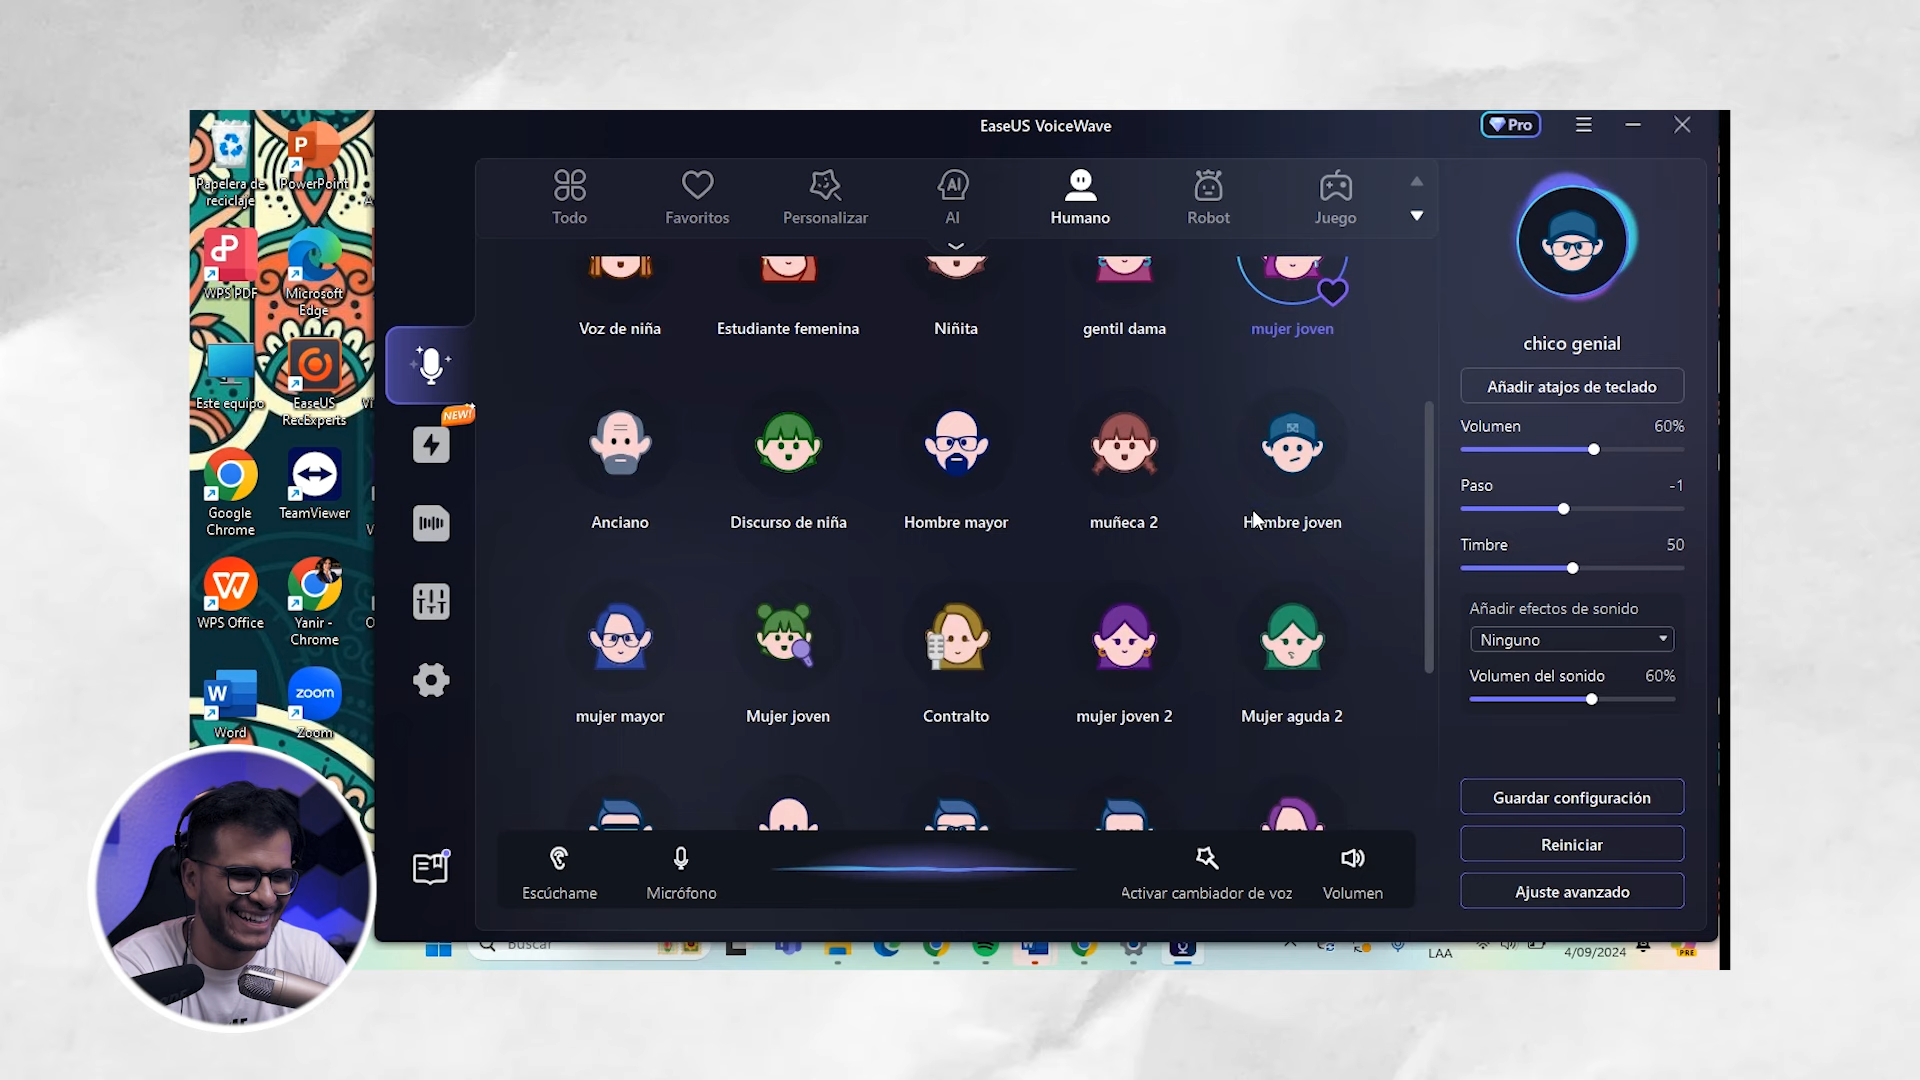 EaseUS VoiceWave
Pro
Papelera de
reciclaje
PowerPoint
WPS PDF
Microsoft
Edge
Este equipo
EaseUS
RecExperts
Google
Chrome
TeamViewer
WPS Office
Yanir -
Chrome
Word
zoom
Zoom
NEW!
Todo
Favoritos
Personalizar
AI
Humano
Robot
Juego
Voz de niña
Estudiante femenina
Niñita
gentil dama
mujer joven
Anciano
Discurso de niña
Hombre mayor
muñeca 2
Hombre joven
mujer mayor
Mujer joven
Contralto
mujer joven 2
Mujer aguda 2
Escúchame
Micrófono
Activar cambiador de voz
Volumen
chico genial
Añadir atajos de teclado
Volumen 60%
Paso -1
Timbre 50
Añadir efectos de sonido
Ninguno
Volumen del sonido 60%
Guardar configuración
Reiniciar
Ajuste avanzado
Buscar
LAA
4/09/2024
PRE